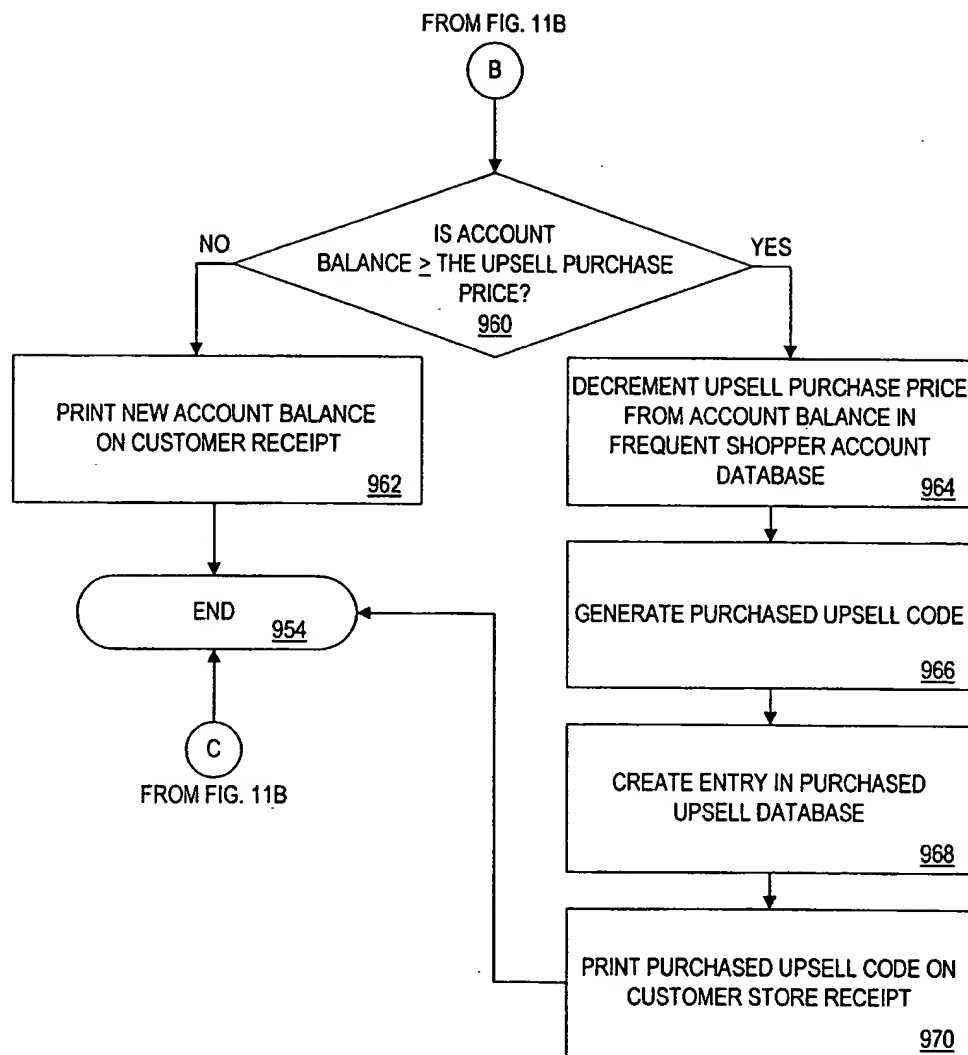 FROM FIG. 11B
B
IS ACCOUNT
BALANCE ≥ THE UPSELL PURCHASE
PRICE?
960
NO
YES
PRINT NEW ACCOUNT BALANCE
ON CUSTOMER RECEIPT
962
DECREMENT UPSELL PURCHASE PRICE
FROM ACCOUNT BALANCE IN
FREQUENT SHOPPER ACCOUNT
DATABASE
964
END
954
GENERATE PURCHASED UPSELL CODE
966
C
FROM FIG. 11B
CREATE ENTRY IN PURCHASED
UPSELL DATABASE
968
PRINT PURCHASED UPSELL CODE ON
CUSTOMER STORE RECEIPT
970